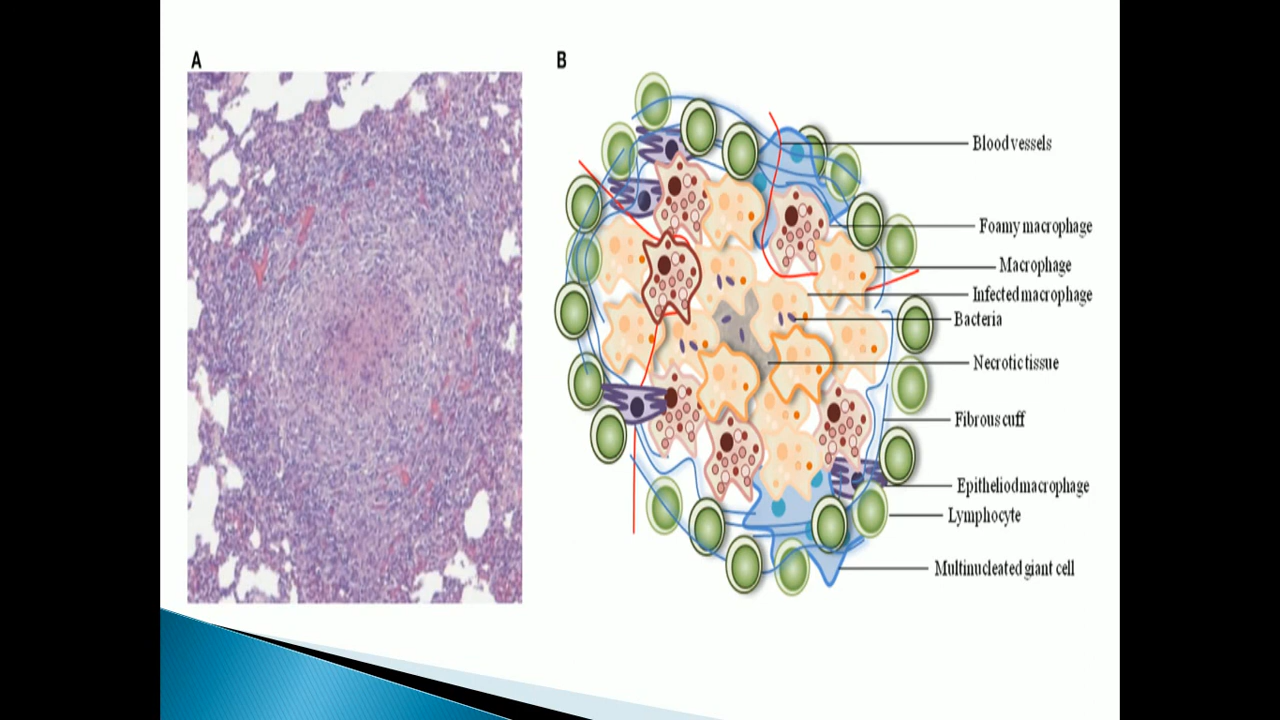 A
B
Blood vessels
Foamy macrophage
Macrophage
Infected macrophage
Bacteria
Necrotic tissue
Fibrous cuff
Epitheliod macrophage
Lymphocyte
Multinucleated giant cell